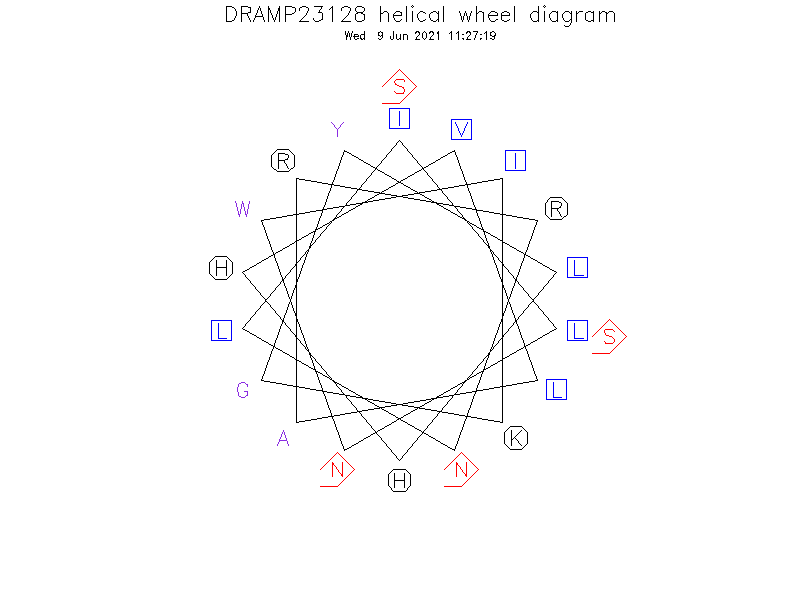 DRAMP23128 helical wheel diagram
Wed 9 Jun 2021 11:27:19
S
I
Y V
R I
W R
H L
L L S
G L
A K
N N
H